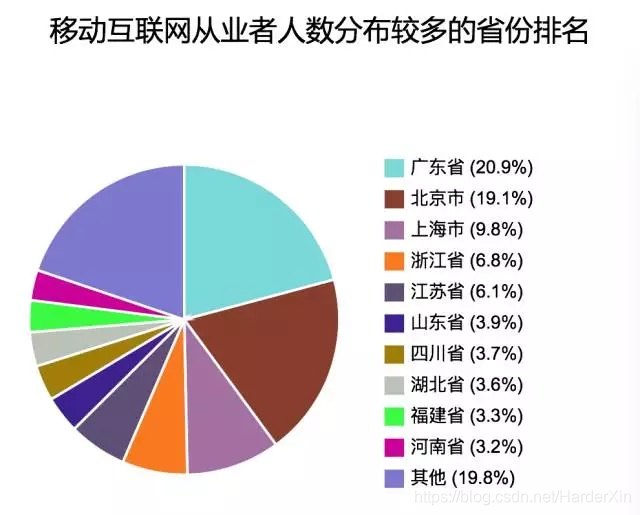 移动互联网从业者人数分布较多的省份排名
广东省 (20.9%)
北京市 (19.1%)
上海市 (9.8%)
浙江省 (6.8%)
江苏省 (6.1%)
山东省 (3.9%)
四川省 (3.7%)
湖北省 (3.6%)
福建省 (3.3%)
河南省 (3.2%)
其他 (19.8%)
https://blog.csdn.net/HarderXin